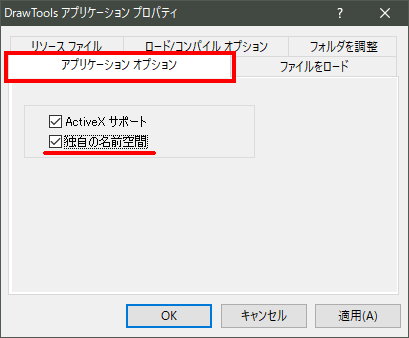 DrawTools アプリケーション プロパティ
リソース ファイル
ロード/コンパイル オプション
フォルダを調整
アプリケーション オプション
ファイルをロード
ActiveX サポート
独自の名前空間
OK
キャンセル
適用(A)